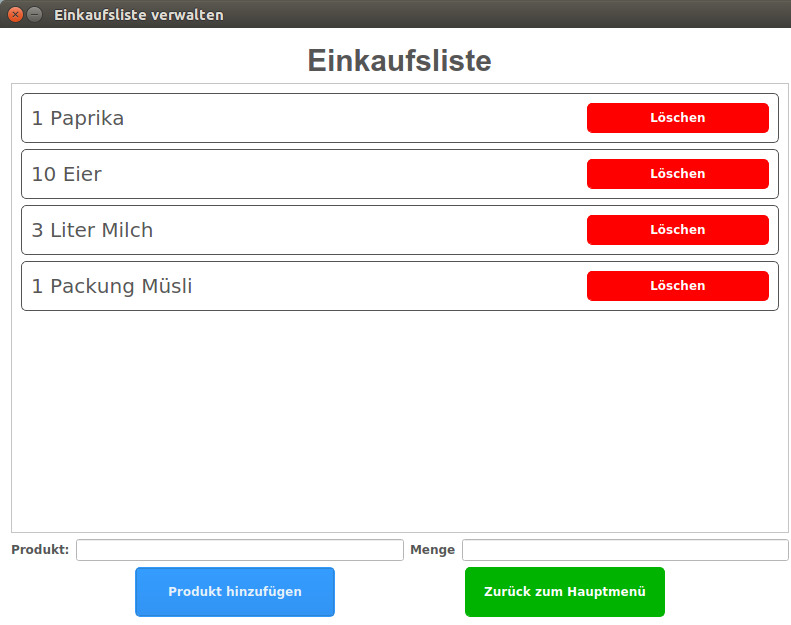 Einkaufsliste verwalten
Einkaufsliste
1 Paprika Löschen
10 Eier Löschen
3 Liter Milch Löschen
1 Packung Müsli Löschen
Produkt: Menge
Produkt hinzufügen Zurück zum Hauptmenü